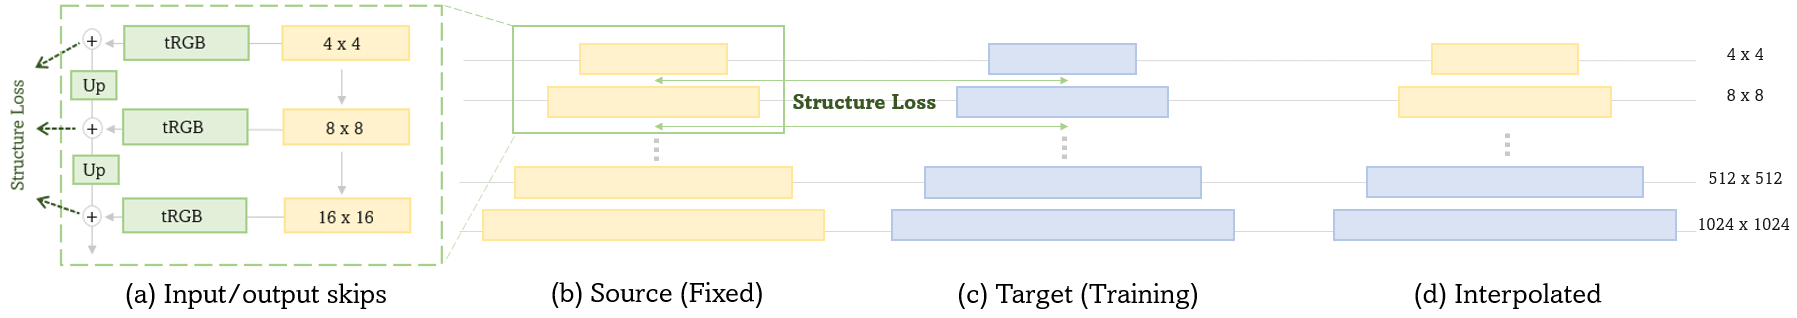 Structure Loss
+ tRGB 4 x 4
Up
+ tRGB 8 x 8
Up
+ tRGB 16 x 16
(a) Input/output skips
Structure Loss
(b) Source (Fixed)
(c) Target (Training)
(d) Interpolated
4 x 4
8 x 8
512 x 512
1024 x 1024